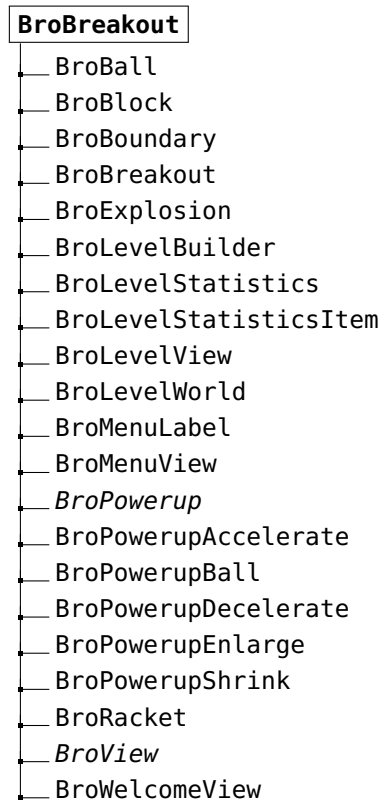 BroBreakout
BroBall
BroBlock
BroBoundary
BroBreakout
BroExplosion
BroLevelBuilder
BroLevelStatistics
BroLevelStatisticsItem
BroLevelView
BroLevelWorld
BroMenuLabel
BroMenuView
BroPowerup
BroPowerupAccelerate
BroPowerupBall
BroPowerupDecelerate
BroPowerupEnlarge
BroPowerupShrink
BroRacket
BroView
BroWelcomeView